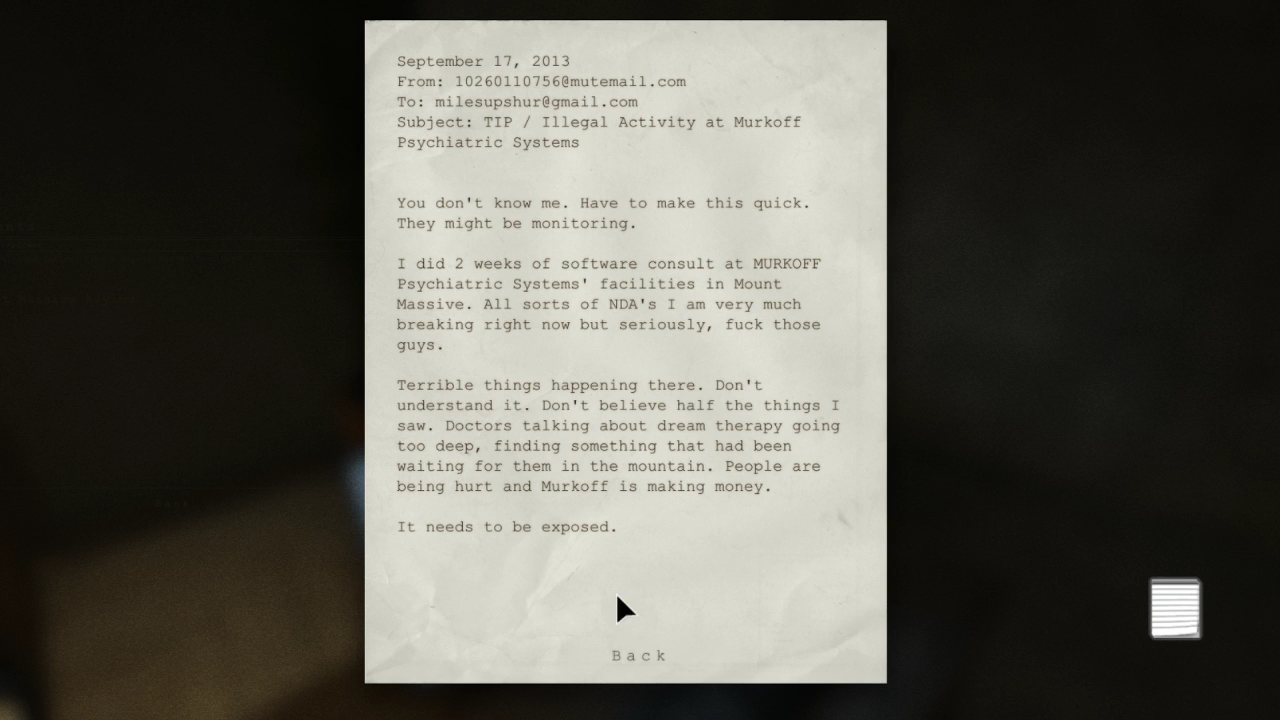 September 17, 2013
From: 10260110756@mutemail.com
To: milesupshur@gmail.com
Subject: TIP / Illegal Activity at Murkoff
Psychiatric Systems
You don't know me. Have to make this quick.
They might be monitoring.
I did 2 weeks of software consult at MURKOFF
Psychiatric Systems' facilities in Mount
Massive. All sorts of NDA's I am very much
breaking right now but seriously, fuck those
guys.
Terrible things happening there. Don't
understand it. Don't believe half the things I
saw. Doctors talking about dream therapy going
too deep, finding something that had been
waiting for them in the mountain. People are
being hurt and Murkoff is making money.
It needs to be exposed.
Back